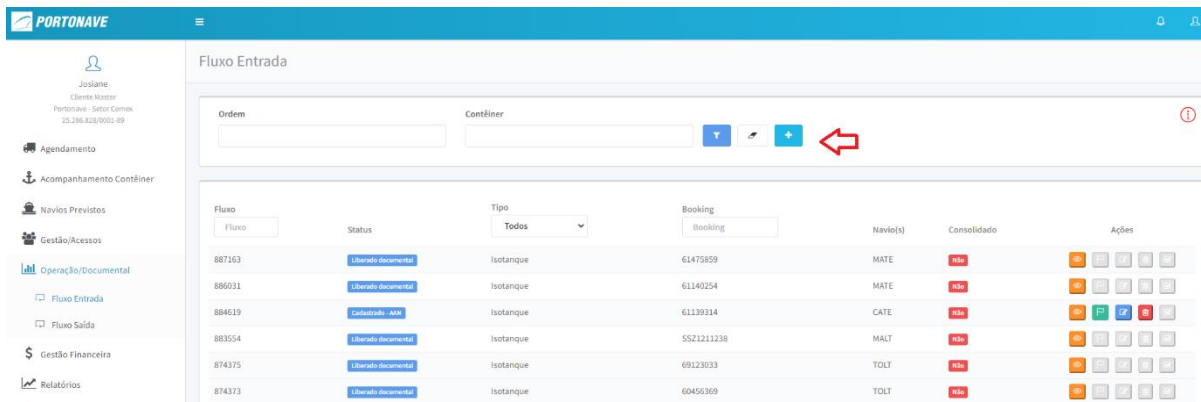 PORTONAVE
Josiane
Cliente Master
Portonave - Setor Comex
25.286.828/0001-89
Agendamento
Acompanhamento Contêiner
Navios Previstos
Gestão/Acessos
Operação/Documental
Fluxo Entrada
Fluxo Saída
Gestão Financeira
Relatórios
Fluxo Entrada
Ordem Contêiner
Fluxo Tipo Booking
Fluxo Status Todos Booking Navio(s) Consolidado Ações
887163 Liberado documental Isotanque 61475859 MATE Não
886031 Liberado documental Isotanque 61140254 MATE Não
884619 Cadastrado - AAN Isotanque 61139314 CATE Não
883554 Liberado documental Isotanque SSZ1211238 MALT Não
874375 Liberado documental Isotanque 69123033 TOLT Não
874373 Liberado documental Isotanque 60456369 TOLT Não